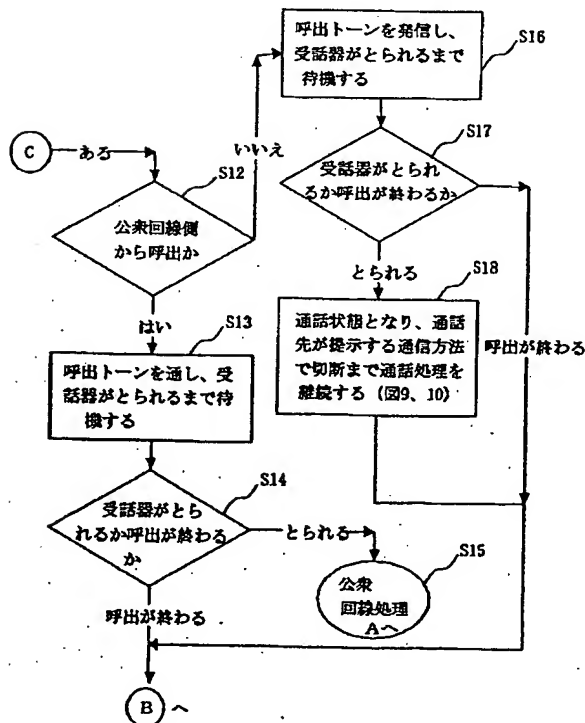 呼出トーンを発信し、
受話器がとられるまで
待機する
S16
C
ある
いいえ
S12
公衆回線側
から呼出か
S17
受話器がとられ
るか呼出が終わるか
はい
とられる
S13
S18
呼出トーンを通し、受
話器がとられるまで待
機する
通話状態となり、通話
先が提示する通信方法
で切断まで通話処理を
継続する(図9、10)
呼出が終わる
S14
受話器がとら
れるか呼出が終わる
か
とられる
S15
公衆
回線処理
Aへ
呼出が終わる
B へ